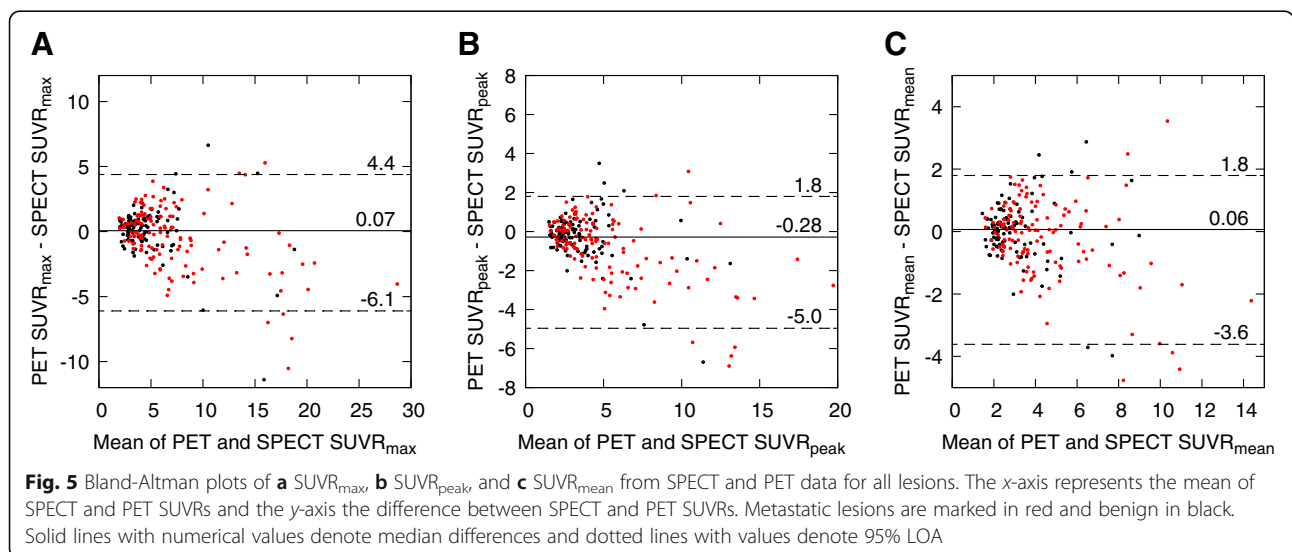 A
B
C
PET SUVRmax - SPECT SUVRmax
10
5
0
-5
-10
4.4
0.07
-6.1
0 5 10 15 20 25 30
Mean of PET and SPECT SUVRmax
PET SUVRpeak - SPECT SUVRpeak
8
6
4
2
0
-2
-4
-6
-8
1.8
-0.28
-5.0
0 5 10 15 20
Mean of PET and SPECT SUVRpeak
PET SUVRmean - SPECT SUVRmean
4
2
0
-2
-4
1.8
0.06
-3.6
0 2 4 6 8 10 12 14
Mean of PET and SPECT SUVRmean
Fig. 5 Bland-Altman plots of a SUVRmax, b SUVRpeak, and c SUVRmean from SPECT and PET data for all lesions. The x-axis represents the mean of
SPECT and PET SUVRs and the y-axis the difference between SPECT and PET SUVRs. Metastatic lesions are marked in red and benign in black.
Solid lines with numerical values denote median differences and dotted lines with values denote 95% LOA